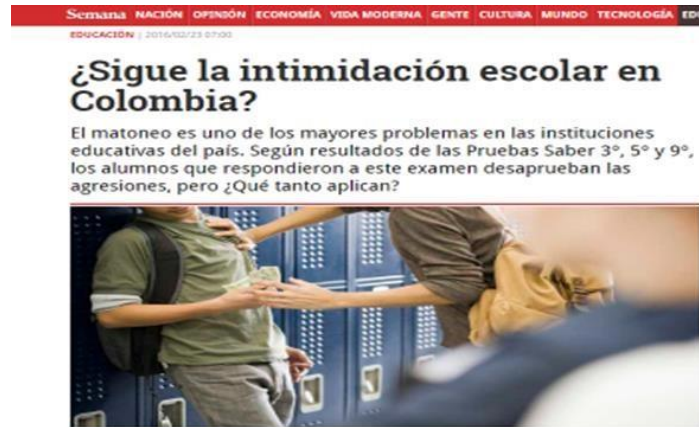 Semana NACIÓN OPINIÓN ECONOMÍA VIDA MODERNA GENTE CULTURA MUNDO TECNOLOGÍA
EDUCACIÓN | 2016/02/23 07:00
¿Sigue la intimidación escolar en
Colombia?
El matoneo es uno de los mayores problemas en las instituciones
educativas del país. Según resultados de las Pruebas Saber 3°, 5° y 9°,
los alumnos que respondieron a este examen desaprueban las
agresiones, pero ¿Qué tanto aplican?